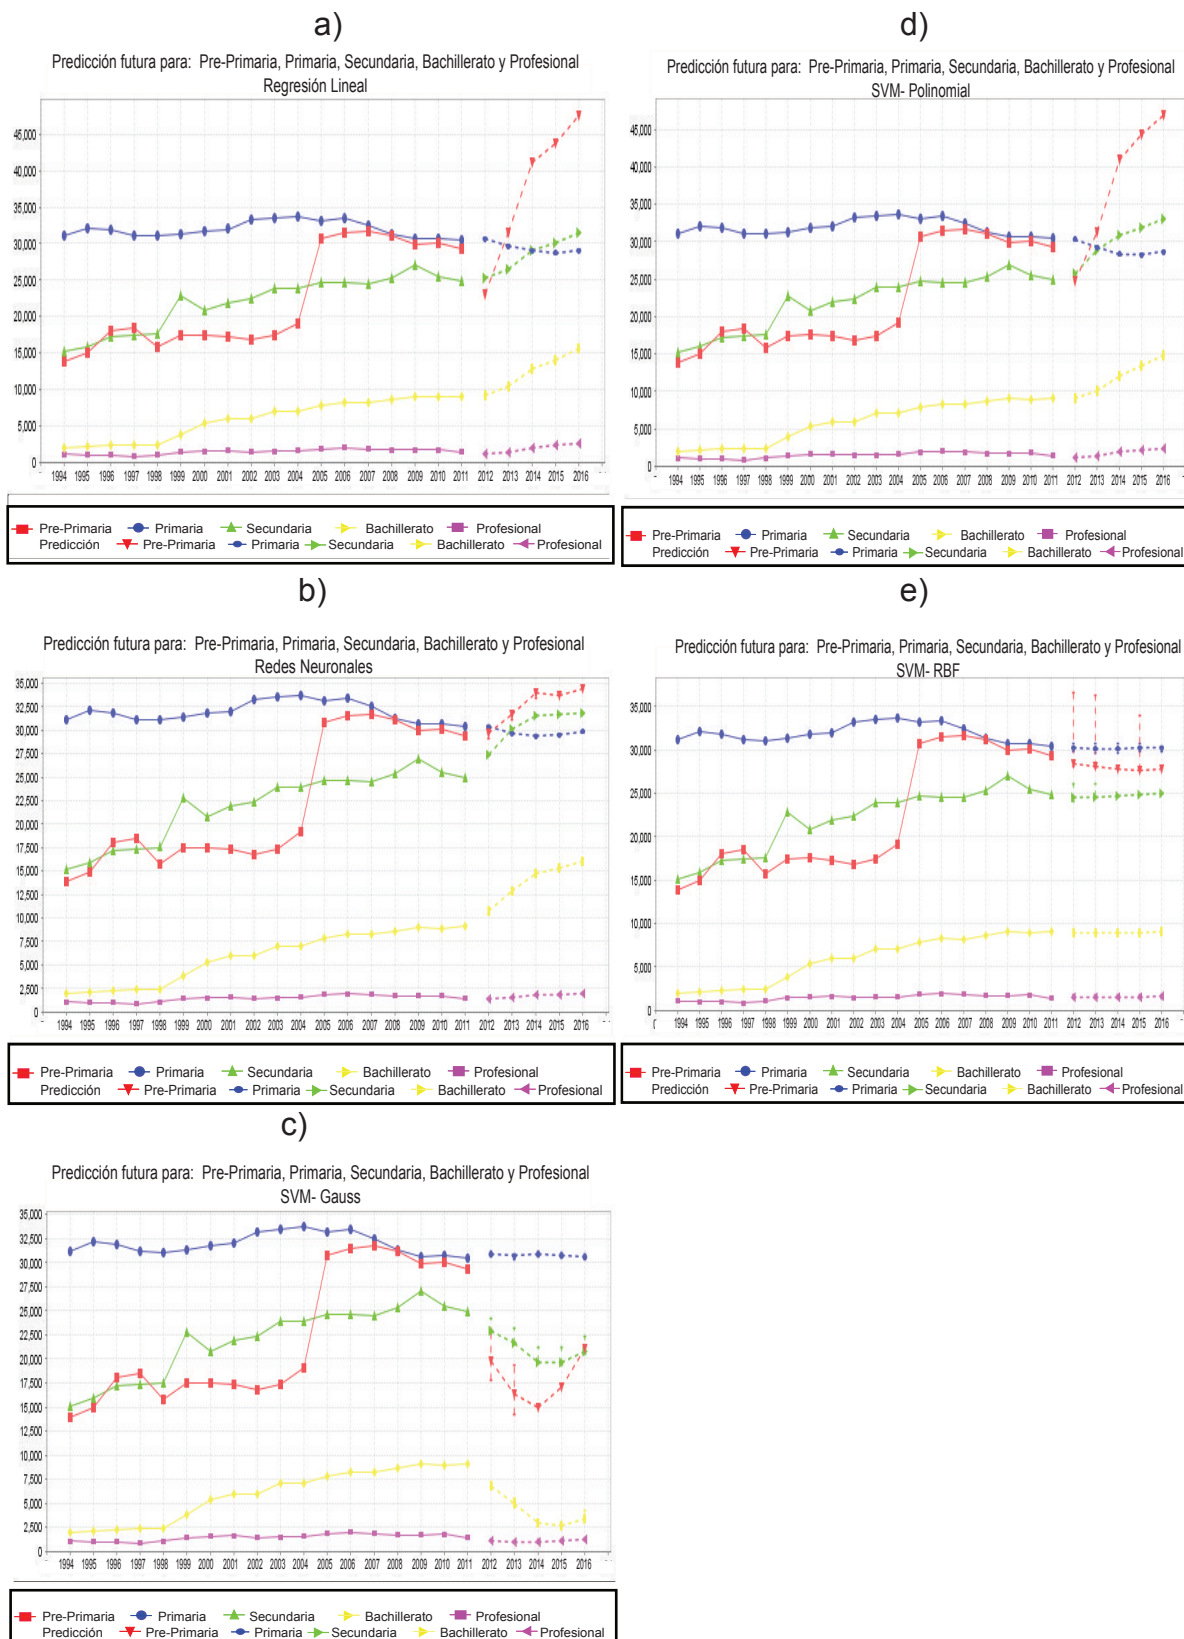 a)
Predicción futura para: Pre-Primaria, Primaria, Secundaria, Bachillerato y Profesional
Regresión Lineal
45,000
40,000
35,000
30,000
25,000
20,000
15,000
10,000
5,000
0
1994 1995 1996 1997 1998 1999 2000 2001 2002 2003 2004 2005 2006 2007 2008 2009 2010 2011 2012 2013 2014 2015 2016
Pre-Primaria Primaria Secundaria Bachillerato Profesional
Predicción Pre-Primaria Primaria Secundaria Bachillerato Profesional
b)
Predicción futura para: Pre-Primaria, Primaria, Secundaria, Bachillerato y Profesional
Redes Neuronales
35,000
32,500
30,000
27,500
25,000
22,500
20,000
17,500
15,000
12,500
10,000
7,500
5,000
2,500
0
1994 1995 1996 1997 1998 1999 2000 2001 2002 2003 2004 2005 2006 2007 2008 2009 2010 2011 2012 2013 2014 2015 2016
Pre-Primaria Primaria Secundaria Bachillerato Profesional
Predicción Pre-Primaria Primaria Secundaria Bachillerato Profesional
c)
Predicción futura para: Pre-Primaria, Primaria, Secundaria, Bachillerato y Profesional
SVM- Gauss
35,000
32,500
30,000
27,500
25,000
22,500
20,000
17,500
15,000
12,500
10,000
7,500
5,000
2,500
0
1994 1995 1996 1997 1998 1999 2000 2001 2002 2003 2004 2005 2006 2007 2008 2009 2010 2011 2012 2013 2014 2015 2016
Pre-Primaria Primaria Secundaria Bachillerato Profesional
Predicción Pre-Primaria Primaria Secundaria Bachillerato Profesional
d)
Predicción futura para: Pre-Primaria, Primaria, Secundaria, Bachillerato y Profesional
SVM- Polinomial
45,000
40,000
35,000
30,000
25,000
20,000
15,000
10,000
5,000
0
1994 1995 1996 1997 1998 1999 2000 2001 2002 2003 2004 2005 2006 2007 2008 2009 2010 2011 2012 2013 2014 2015 2016
Pre-Primaria Primaria Secundaria Bachillerato Profesional
Predicción Pre-Primaria Primaria Secundaria Bachillerato Profesional
e)
Predicción futura para: Pre-Primaria, Primaria, Secundaria, Bachillerato y Profesional
SVM- RBF
35,000
30,000
25,000
20,000
15,000
10,000
5,000
0
1994 1995 1996 1997 1998 1999 2000 2001 2002 2003 2004 2005 2006 2007 2008 2009 2010 2011 2012 2013 2014 2015 2016
Pre-Primaria Primaria Secundaria Bachillerato Profesional
Predicción Pre-Primaria Primaria Secundaria Bachillerato Profesional